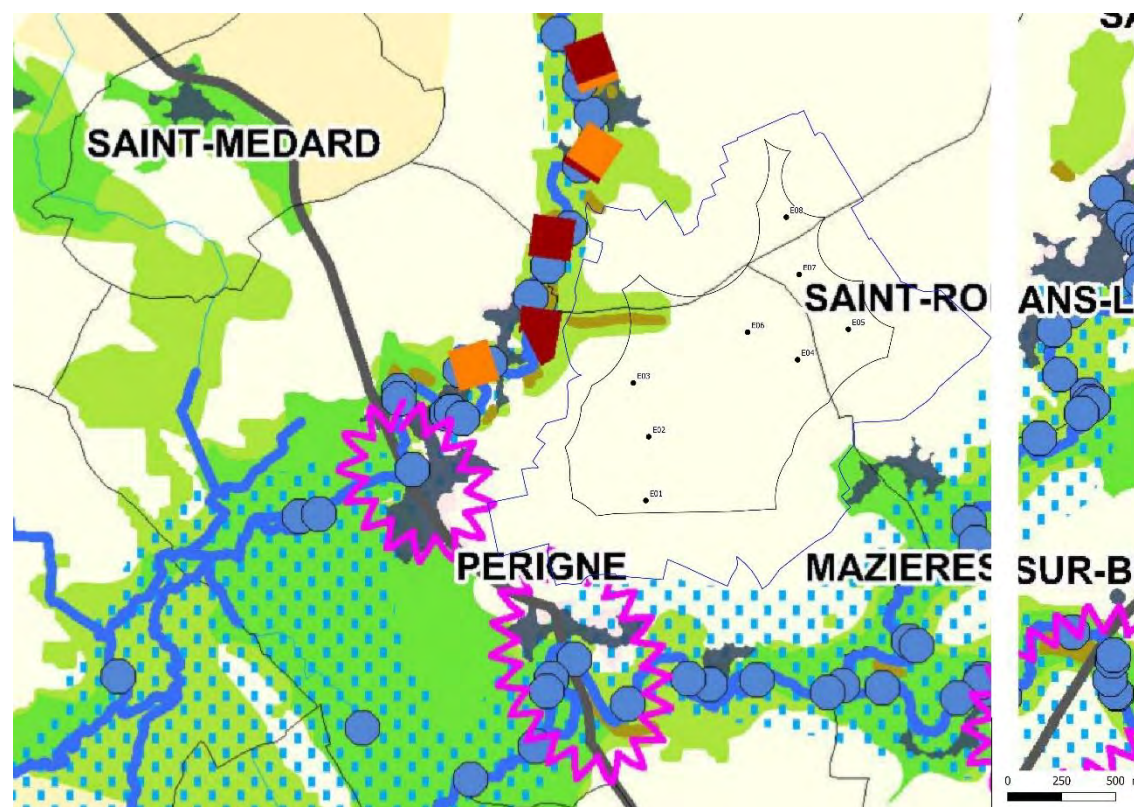 SAINT-MEDARD
E08
E07
SAINT-RO
ANS-L
E06
E05
E04
E03
E02
E01
PERIGNE
MAZIERES
SUR-B
0 250 500